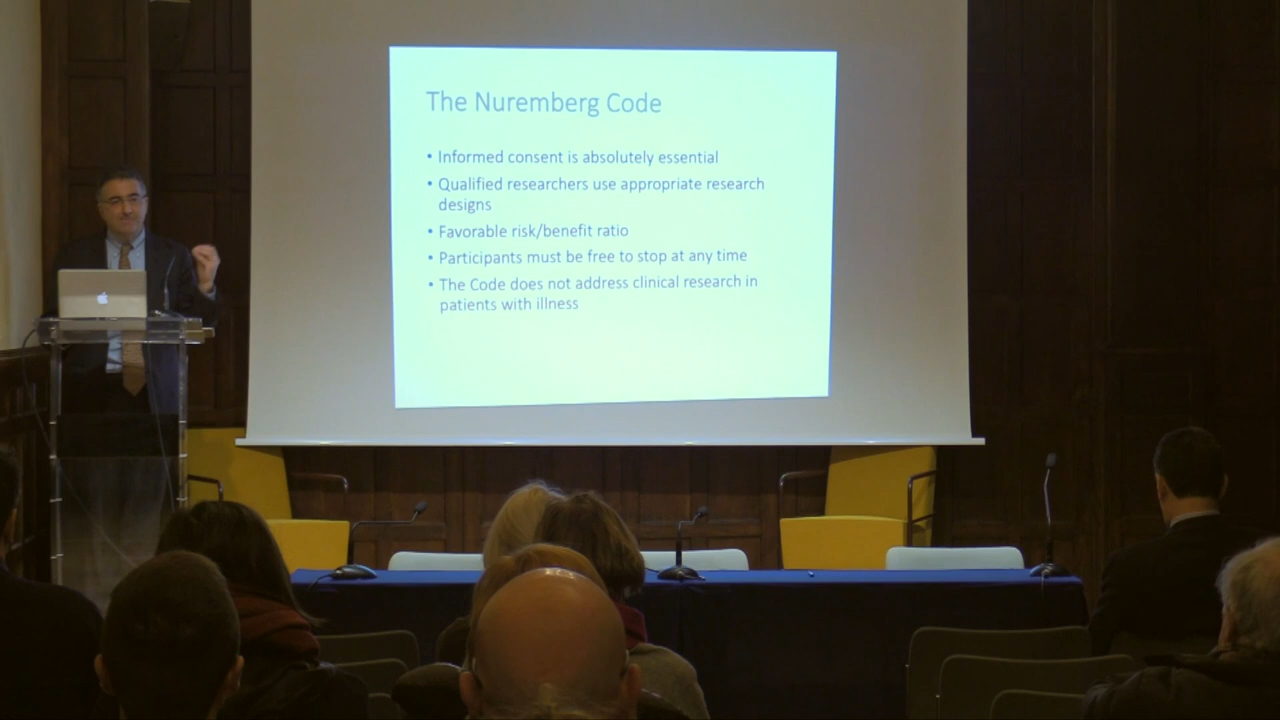 The Nuremberg Code
• Informed consent is absolutely essential
• Qualified researchers use appropriate research
designs
• Favorable risk/benefit ratio
• Participants must be free to stop at any time
• The Code does not address clinical research in
patients with illness